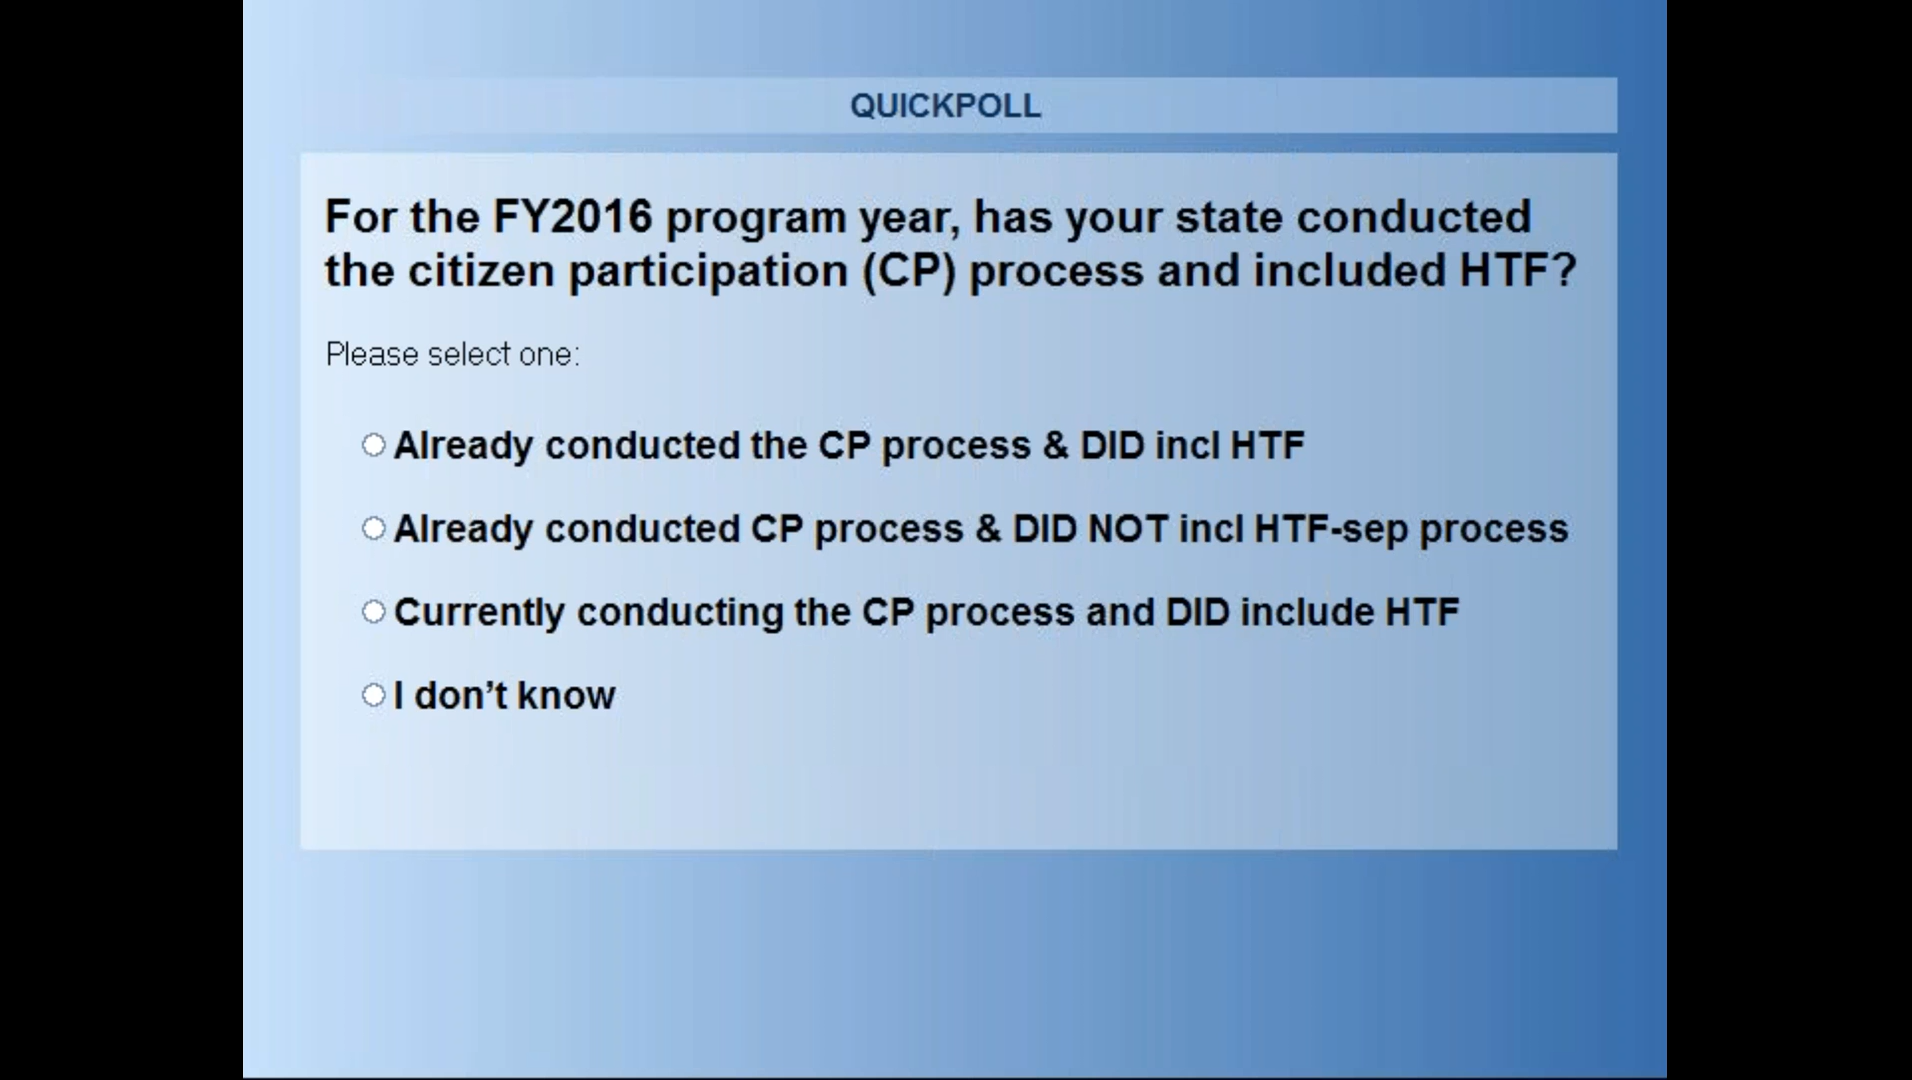 QUICKPOLL
For the FY2016 program year, has your state conducted
the citizen participation (CP) process and included HTF?
Please select one:
Already conducted the CP process & DID incl HTF
Already conducted CP process & DID NOT incl HTF-sep process
Currently conducting the CP process and DID include HTF
I don’t know